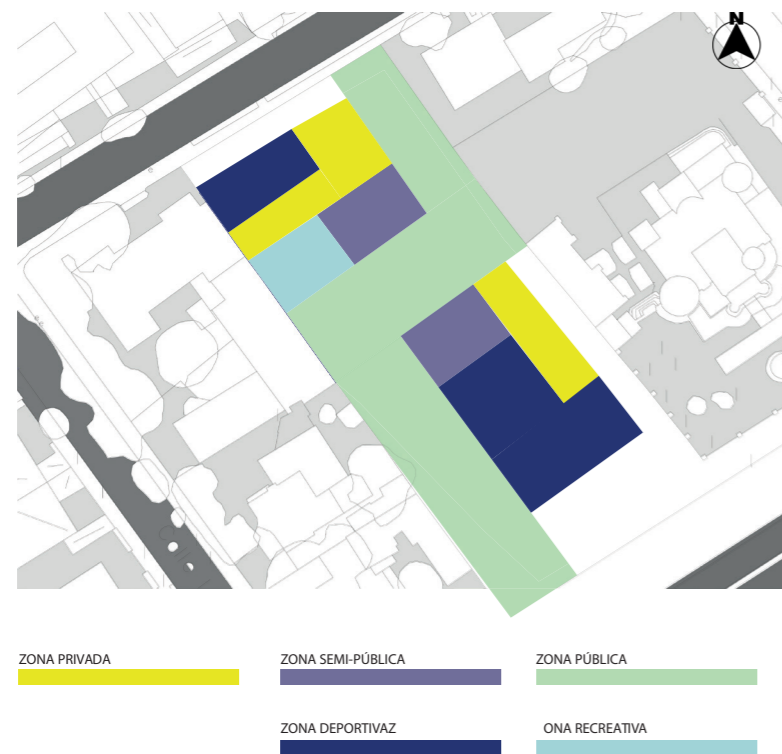 N
ZONA PRIVADA
ZONA SEMI-PÚBLICA
ZONA PÚBLICA
ZONA DEPORTIVAZ
ONA RECREATIVA